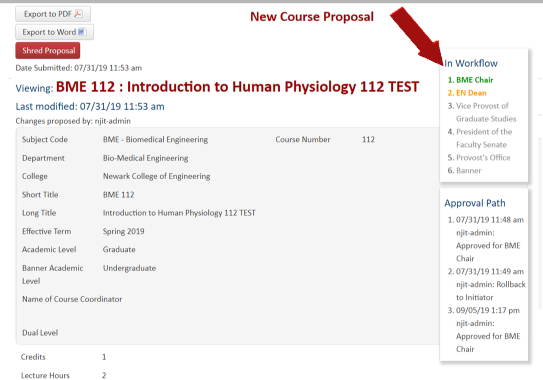 Export to PDF
New Course Proposal
Export to Word
Shred Proposal
Date Submitted: 07/31/19 11:53 am
Viewing: BME 112 : Introduction to Human Physiology 112 TEST
Last modified: 07/31/19 11:53 am
Changes proposed by: njit-admin
Subject Code BME - Biomedical Engineering Course Number 112
Department Bio-Medical Engineering
College Newark College of Engineering
Short Title BME 112
Long Title Introduction to Human Physiology 112 TEST
Effective Term Spring 2019
Academic Level Graduate
Banner Academic Undergraduate
Level
Name of Course Coordinator
Dual Level
Credits 1
Lecture Hours 2
In Workflow
1. BME Chair
2. EN Dean
3. Vice Provost of
Graduate Studies
4. President of the
Faculty Senate
5. Provost's Office
6. Banner
Approval Path
1. 07/31/19 11:48 am
njit-admin:
Approved for BME
Chair
2. 07/31/19 11:49 am
njit-admin: Rollback
to Initiator
3. 09/05/19 1:17 pm
njit-admin:
Approved for BME
Chair